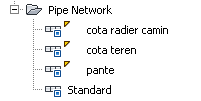 Pipe Network
cota radier camin
cota teren
pante
Standard